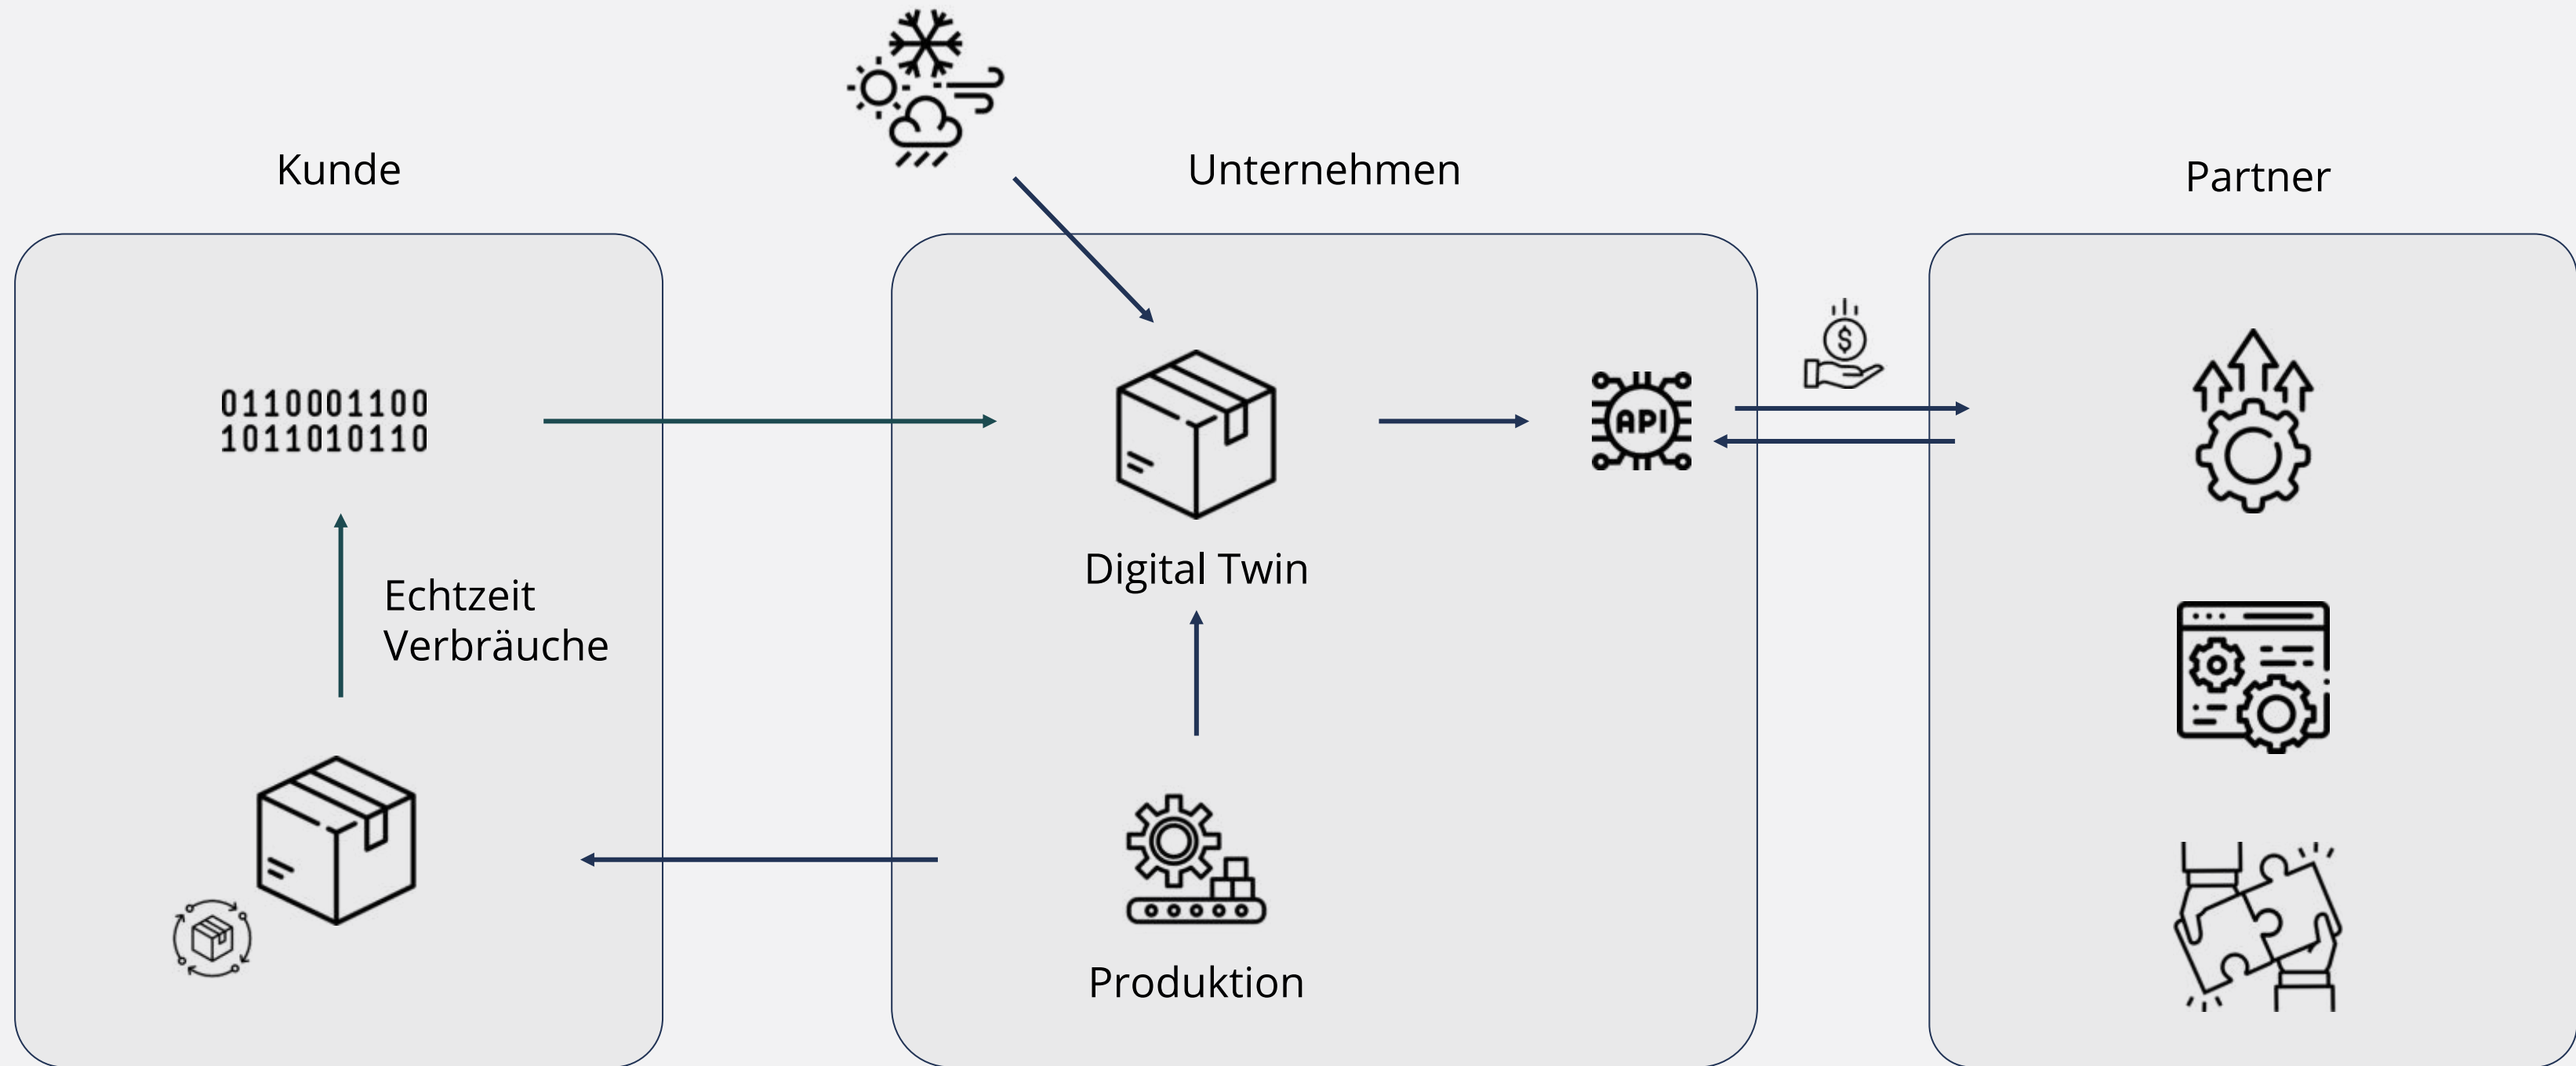 Kunde
Unternehmen
Partner
0110001100
1011010110
$
API
Digital Twin
Echtzeit
Verbräuche
Produktion